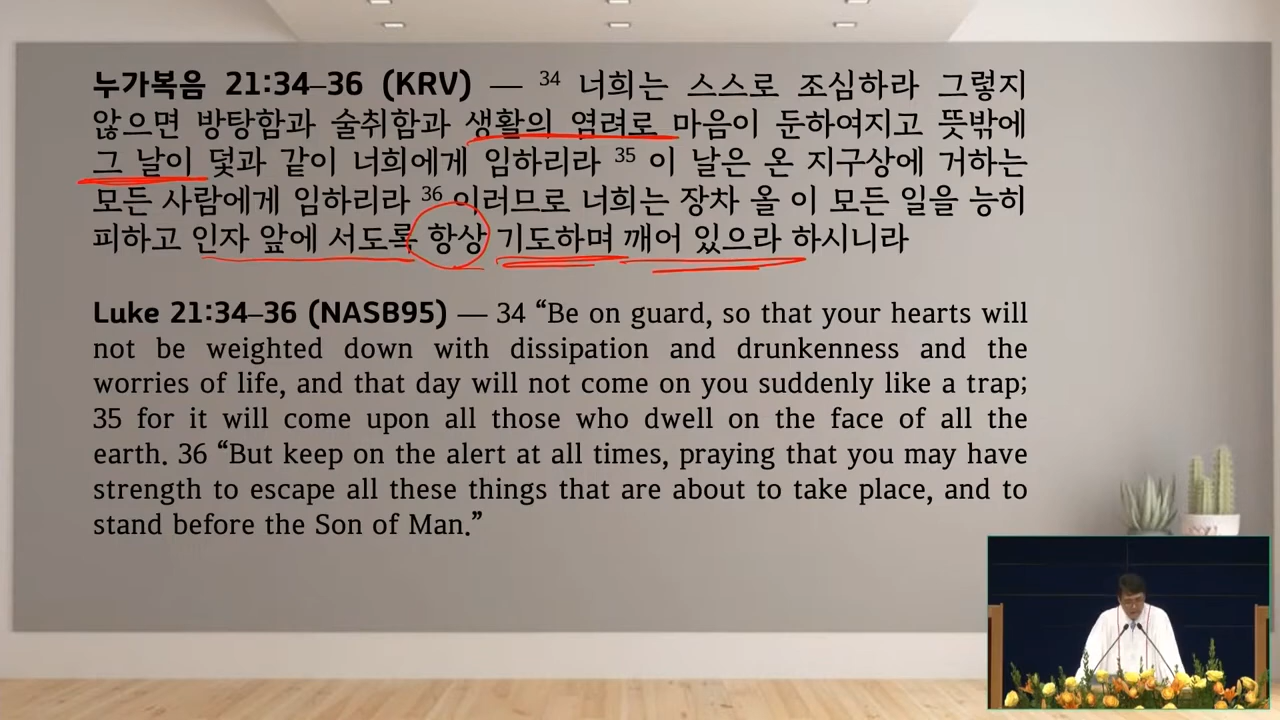 누가복음 21:34–36 (KRV) — 34 너희는 스스로 조심하라 그렇지
않으면 방탕함과 술취함과 생활의 염려로 마음이 둔하여지고 뜻밖에
그 날이 덫과 같이 너희에게 임하리라 35 이 날은 온 지구상에 거하는
모든 사람에게 임하리라 36 이러므로 너희는 장차 올 이 모든 일을 능히
피하고 인자 앞에 서도록 항상 기도하며 깨어 있으라 하시니라
Luke 21:34–36 (NASB95) — 34 “Be on guard, so that your hearts will
not be weighted down with dissipation and drunkenness and the
worries of life, and that day will not come on you suddenly like a trap;
35 for it will come upon all those who dwell on the face of all the
earth. 36 “But keep on the alert at all times, praying that you may have
strength to escape all these things that are about to take place, and to
stand before the Son of Man.”